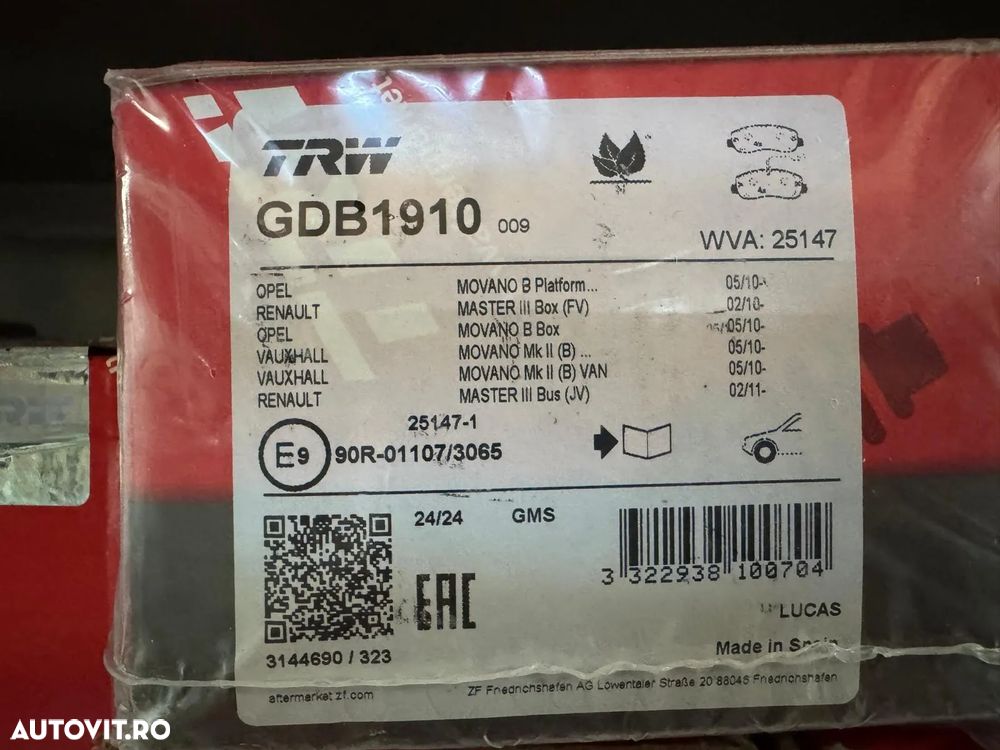 TRW
GDB1910 009
WVA: 25147
OPEL MOVANO B Platform... 05/10-
RENAULT MASTER III Box (FV) 02/10-
OPEL MOVANO B Box 05/10-
VAUXHALL MOVANO Mk II (B) ... 05/10-
VAUXHALL MOVANO Mk II (B) VAN 05/10-
RENAULT MASTER III Bus (JV) 02/11-
25147-1
E9 90R-01107/3065
24/24 GMS
3 322938 100704
EAC
LUCAS
3144690 / 323
Made in Spain
aftermarket.zf.com
ZF Friedrichshafen AG Löwentaler Straße 20 88046 Friedrichshafen
AUTOVIT.RO